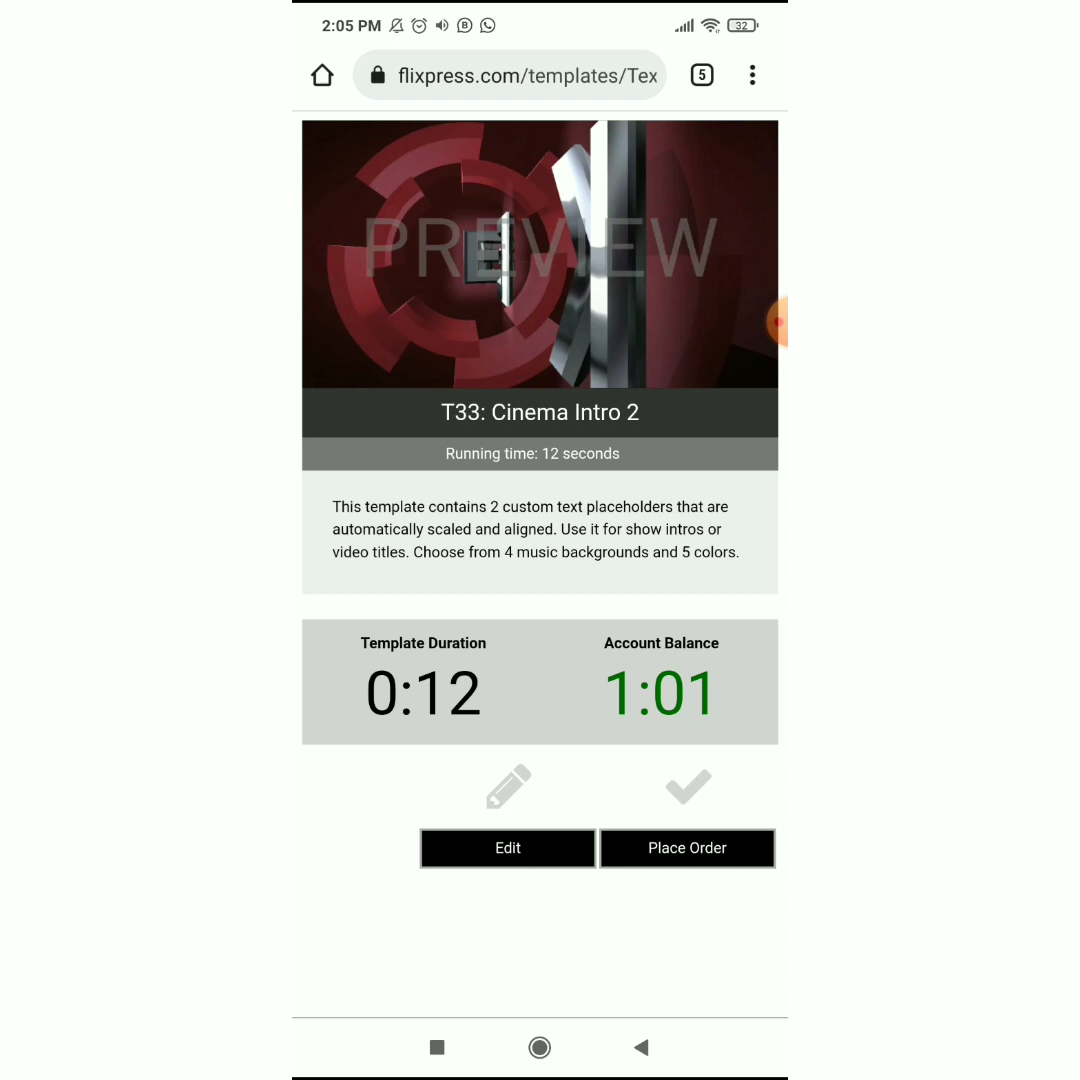 2:05 PM
32
flixpress.com/templates/Tex
5
PREVIEW
T33: Cinema Intro 2
Running time: 12 seconds
This template contains 2 custom text placeholders that are
automatically scaled and aligned. Use it for show intros or
video titles. Choose from 4 music backgrounds and 5 colors.
Template Duration
Account Balance
0:12
1:01
Edit
Place Order